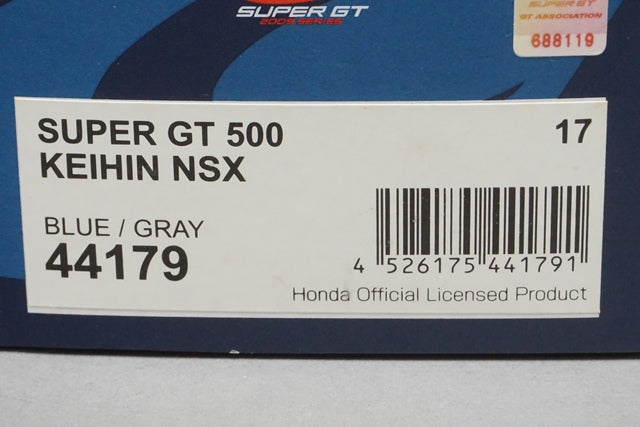 SUPER GT
2009 SERIES
SUPER GT
GT ASSOCIATION
688119
SUPER GT 500
KEIHIN NSX
17
BLUE / GRAY
44179
4 526175 441791
Honda Official Licensed Product